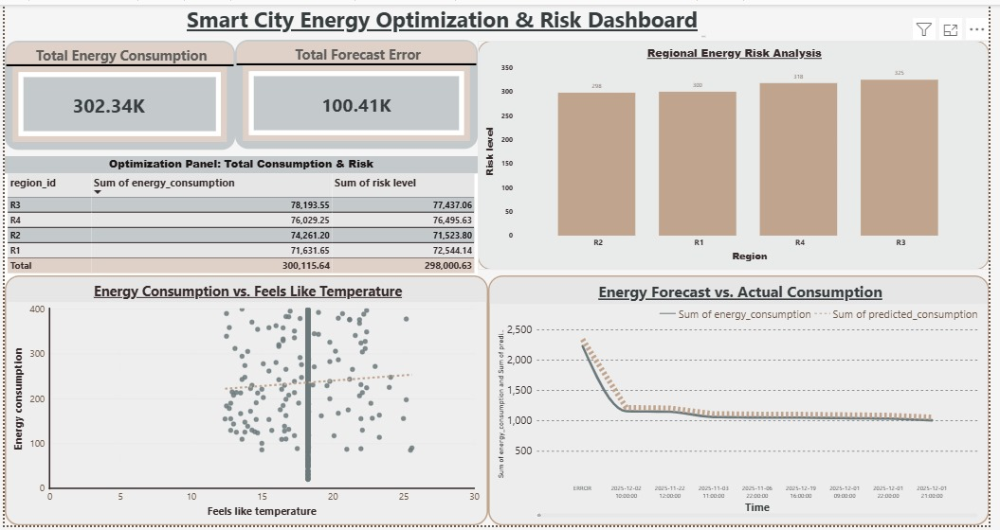 Smart City Energy Optimization & Risk Dashboard
Total Energy Consumption
302.34K
Total Forecast Error
100.41K
Optimization Panel: Total Consumption & Risk
region_id Sum of energy_consumption Sum of risk level
R3 78,193.55 77,437.06
R4 76,029.25 76,495.63
R2 74,261.20 71,523.80
R1 71,631.65 72,544.14
Total 300,115.64 298,000.63
Regional Energy Risk Analysis
Risk level
350
300
250
200
150
100
50
0
298 300 318 325
R2 R1 R4 R3
Region
Energy Consumption vs. Feels Like Temperature
Energy consumption
400
300
200
100
0
0 5 10 15 20 25 30
Feels like temperature
Energy Forecast vs. Actual Consumption
Sum of energy_consumption Sum of predicted_consumption
Sum of energy_consumption and Sum of predi..
2,500
2,000
1,500
1,000
500
ERROR 2025-12-02 2025-11-22 2025-11-03 2025-11-06 2025-12-19 2025-12-01 2025-12-01 2025-12-01
10:00:00 12:00:00 11:00:00 22:00:00 16:00:00 09:00:00 22:00:00 21:00:00
Time